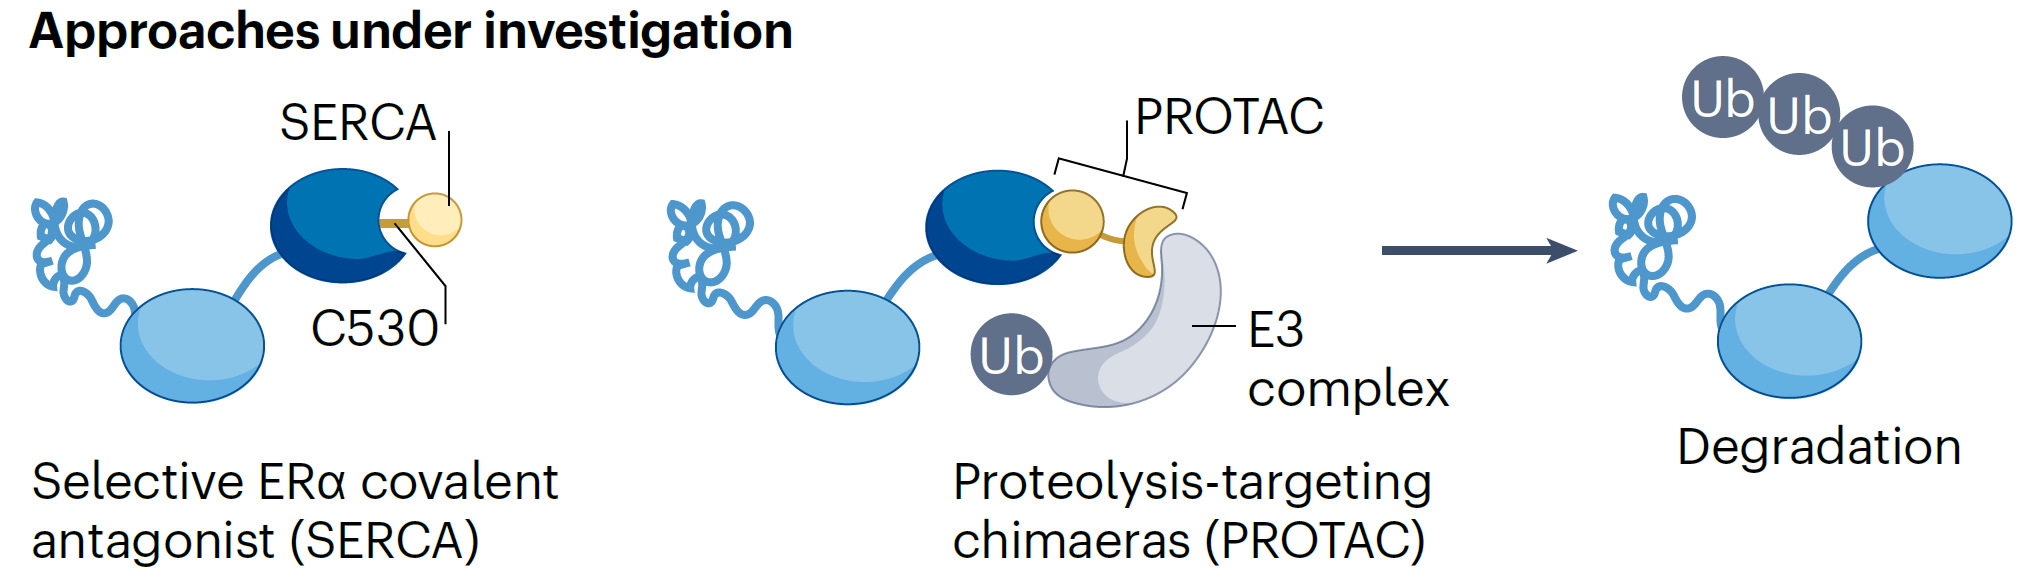 Approaches under investigation
SERCA
C530
Selective ERα covalent
antagonist (SERCA)
PROTAC
Ub
E3
complex
Proteolysis-targeting
chimaeras (PROTAC)
Ub
Ub
Ub
Degradation